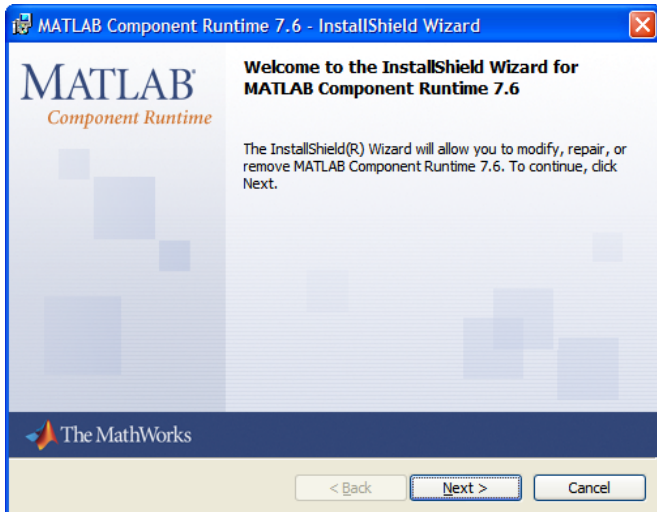 MATLAB Component Runtime 7.6 - InstallShield Wizard
MATLAB®
Component Runtime
Welcome to the InstallShield Wizard for
MATLAB Component Runtime 7.6
The InstallShield(R) Wizard will allow you to modify, repair, or
remove MATLAB Component Runtime 7.6. To continue, click
Next.
The MathWorks
< Back
Next >
Cancel